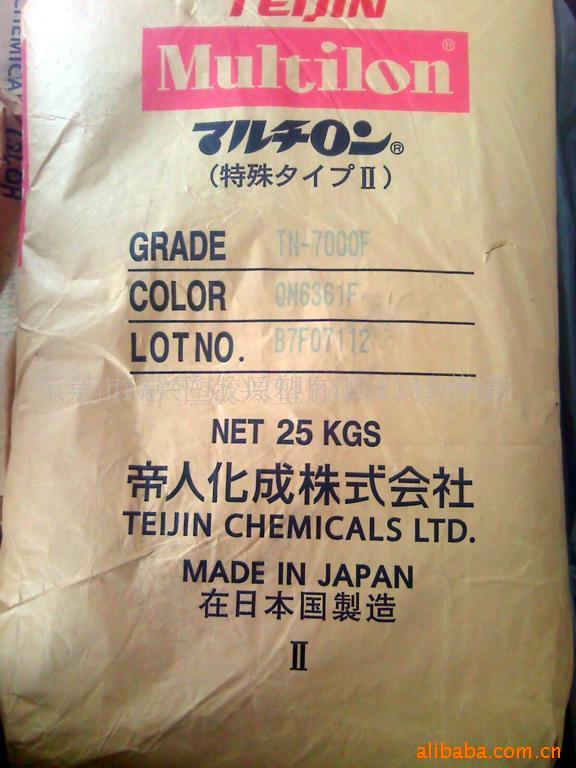 TEIJIN
Multilon®
マルチロン®
(特殊タイプⅡ)
GRADE TN-7000F
COLOR QM6361F
LOT NO. B7F07112
NET 25 KGS
帝人化成株式会社
TEIJIN CHEMICALS LTD.
MADE IN JAPAN
在日本国製造
Ⅱ
alibaba.com.cn